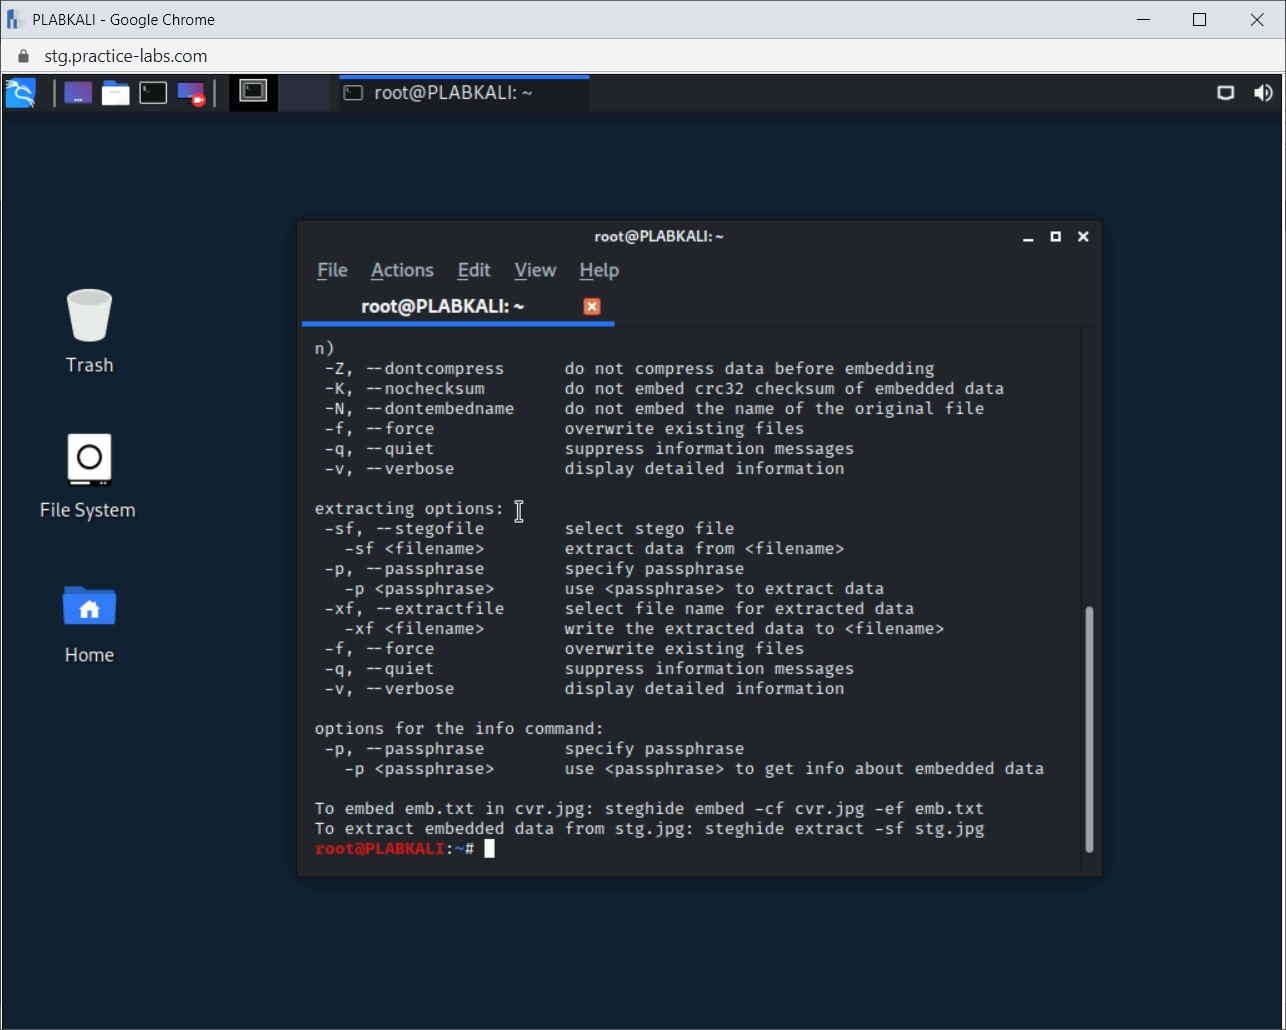 PLABKALI - Google Chrome
stg.practice-labs.com
root@PLABKALI: ~
Trash
File System
Home
root@PLABKALI: ~
File Actions Edit View Help
root@PLABKALI: ~
n)
-Z, --dontcompress do not compress data before embedding
-K, --nochecksum do not embed crc32 checksum of embedded data
-N, --dontembedname do not embed the name of the original file
-f, --force overwrite existing files
-q, --quiet suppress information messages
-v, --verbose display detailed information
extracting options:
-sf, --stegofile select stego file
-sf <filename> extract data from <filename>
-p, --passphrase specify passphrase
-p <passphrase> use <passphrase> to extract data
-xf, --extractfile select file name for extracted data
-xf <filename> write the extracted data to <filename>
-f, --force overwrite existing files
-q, --quiet suppress information messages
-v, --verbose display detailed information
options for the info command:
-p, --passphrase specify passphrase
-p <passphrase> use <passphrase> to get info about embedded data
To embed emb.txt in cvr.jpg: steghide embed -cf cvr.jpg -ef emb.txt
To extract embedded data from stg.jpg: steghide extract -sf stg.jpg
root@PLABKALI:~#